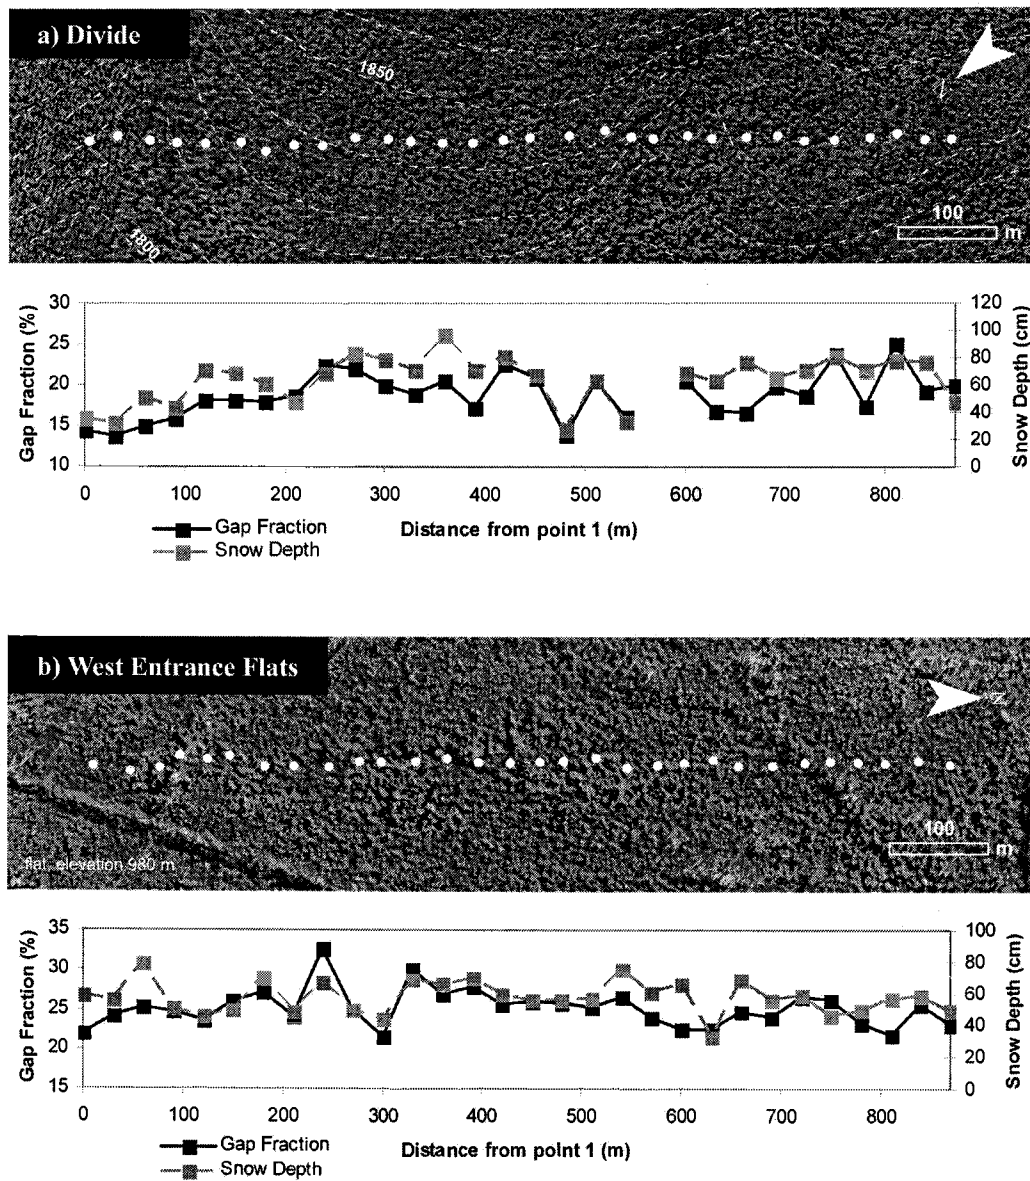 a) Divide
1850
1800
100
m
Gap Fraction (%)
30
25
20
15
10
Snow Depth (cm)
120
100
80
60
40
20
0
0 100 200 300 400 500 600 700 800
Distance from point 1 (m)
Gap Fraction
Snow Depth
b) West Entrance Flats
N
100
m
flat, elevation 980 m
Gap Fraction (%)
35
30
25
20
15
Snow Depth (cm)
100
80
60
40
20
0
0 100 200 300 400 500 600 700 800
Distance from point 1 (m)
Gap Fraction
Snow Depth